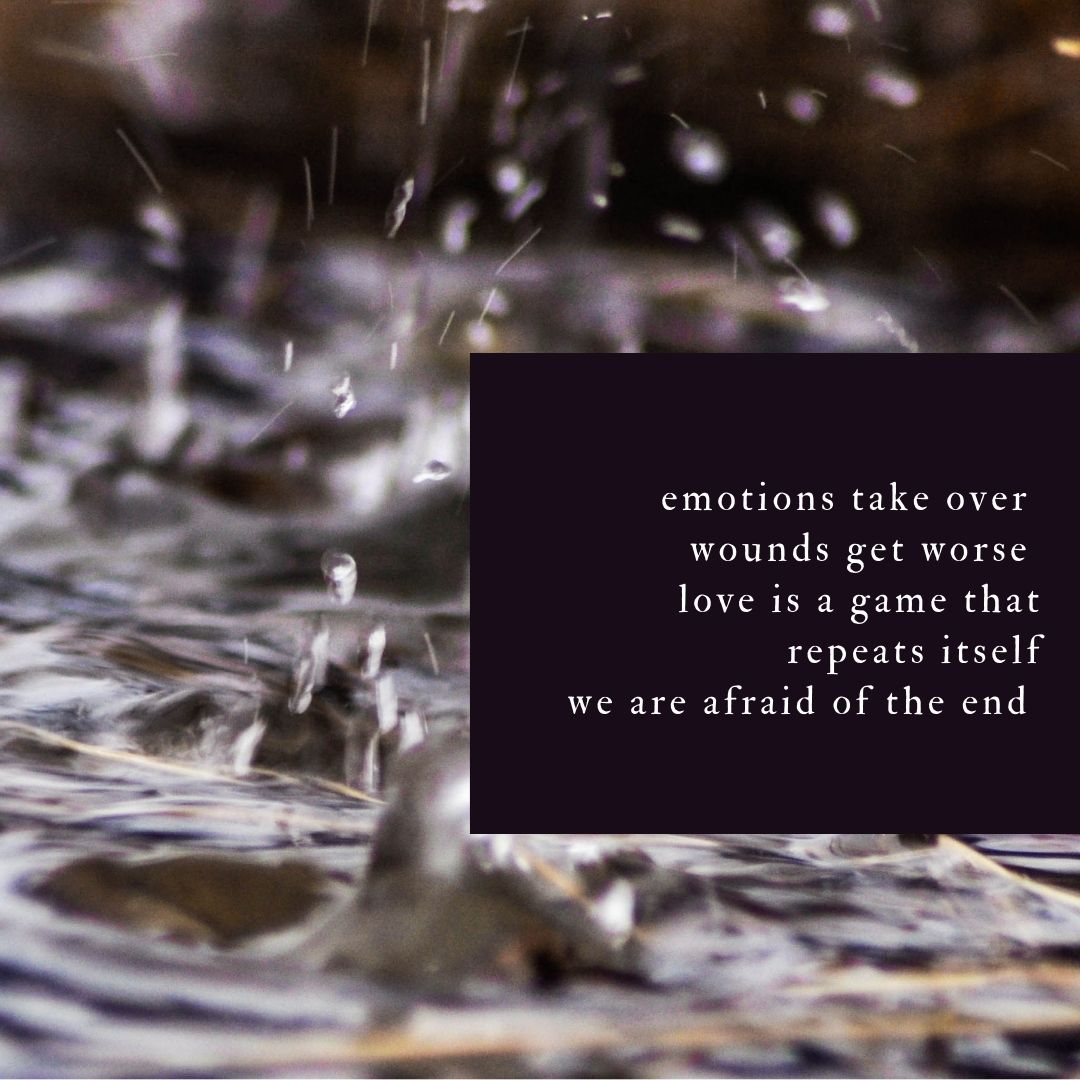 emotions take over
wounds get worse
love is a game that
repeats itself
we are afraid of the end